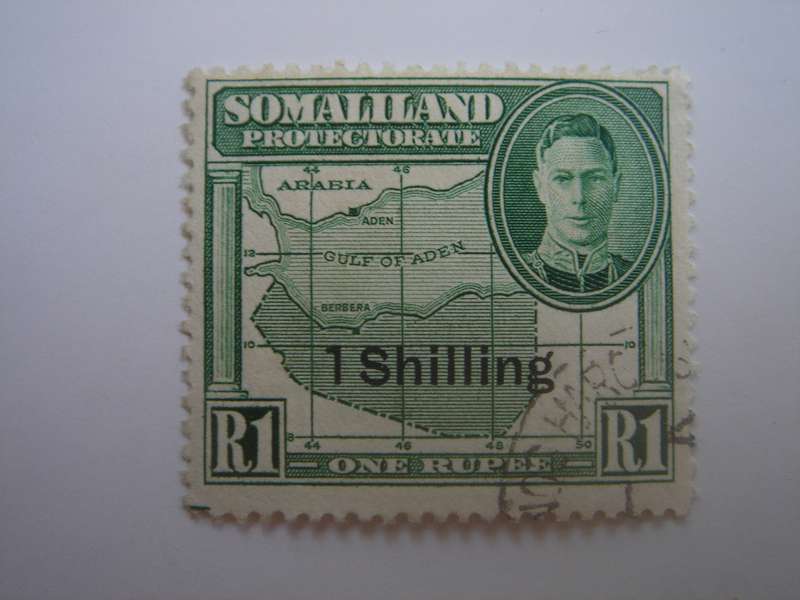 SOMALILAND
PROTECTORATE
44 46
ARABIA
ADEN
12
GULF OF ADEN
BERBERA
10 10
1 Shilling
R1 R1
8 44 46 48 50
ONE RUPEE